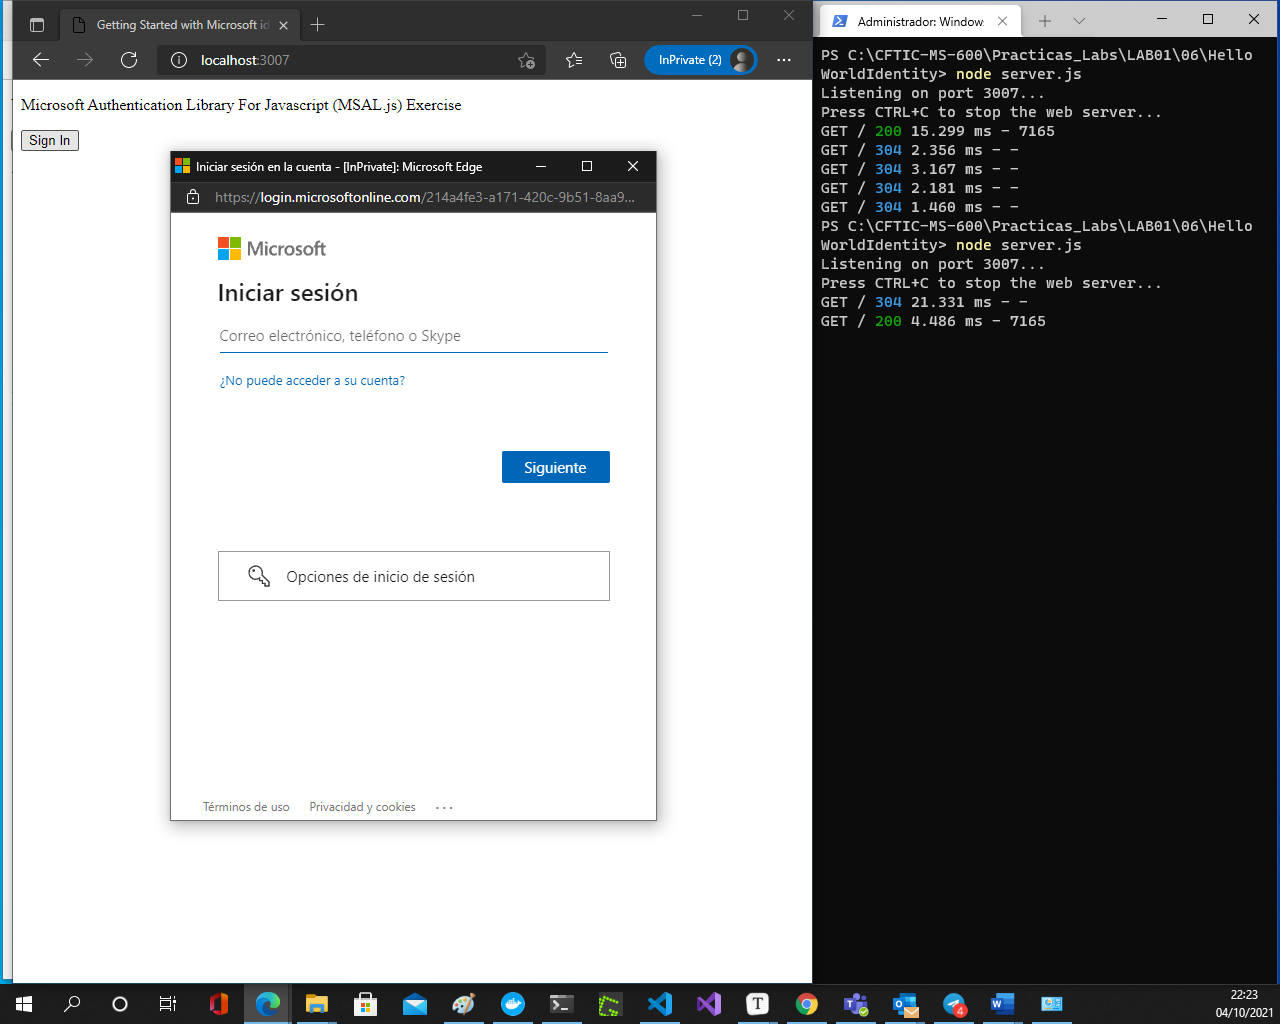 Getting Started with Microsoft id
localhost:3007
InPrivate (2)
Microsoft Authentication Library For Javascript (MSAL.js) Exercise
Sign In
Iniciar sesión en la cuenta - [InPrivate]: Microsoft Edge
https://login.microsoftonline.com/214a4fe3-a171-420c-9b51-8aa9...
Microsoft
Iniciar sesión
Correo electrónico, teléfono o Skype
¿No puede acceder a su cuenta?
Siguiente
Opciones de inicio de sesión
Términos de uso Privacidad y cookies ...
Administrador: Windows
PS C:\CFTIC-MS-600\Practicas_Labs\LAB01\06\Hello
WorldIdentity> node server.js
Listening on port 3007...
Press CTRL+C to stop the web server...
GET / 200 15.299 ms - 7165
GET / 304 2.356 ms - -
GET / 304 3.167 ms - -
GET / 304 2.181 ms - -
GET / 304 1.460 ms - -
PS C:\CFTIC-MS-600\Practicas_Labs\LAB01\06\Hello
WorldIdentity> node server.js
Listening on port 3007...
Press CTRL+C to stop the web server...
GET / 304 21.331 ms - -
GET / 200 4.486 ms - 7165
T
4
22:23
04/10/2021